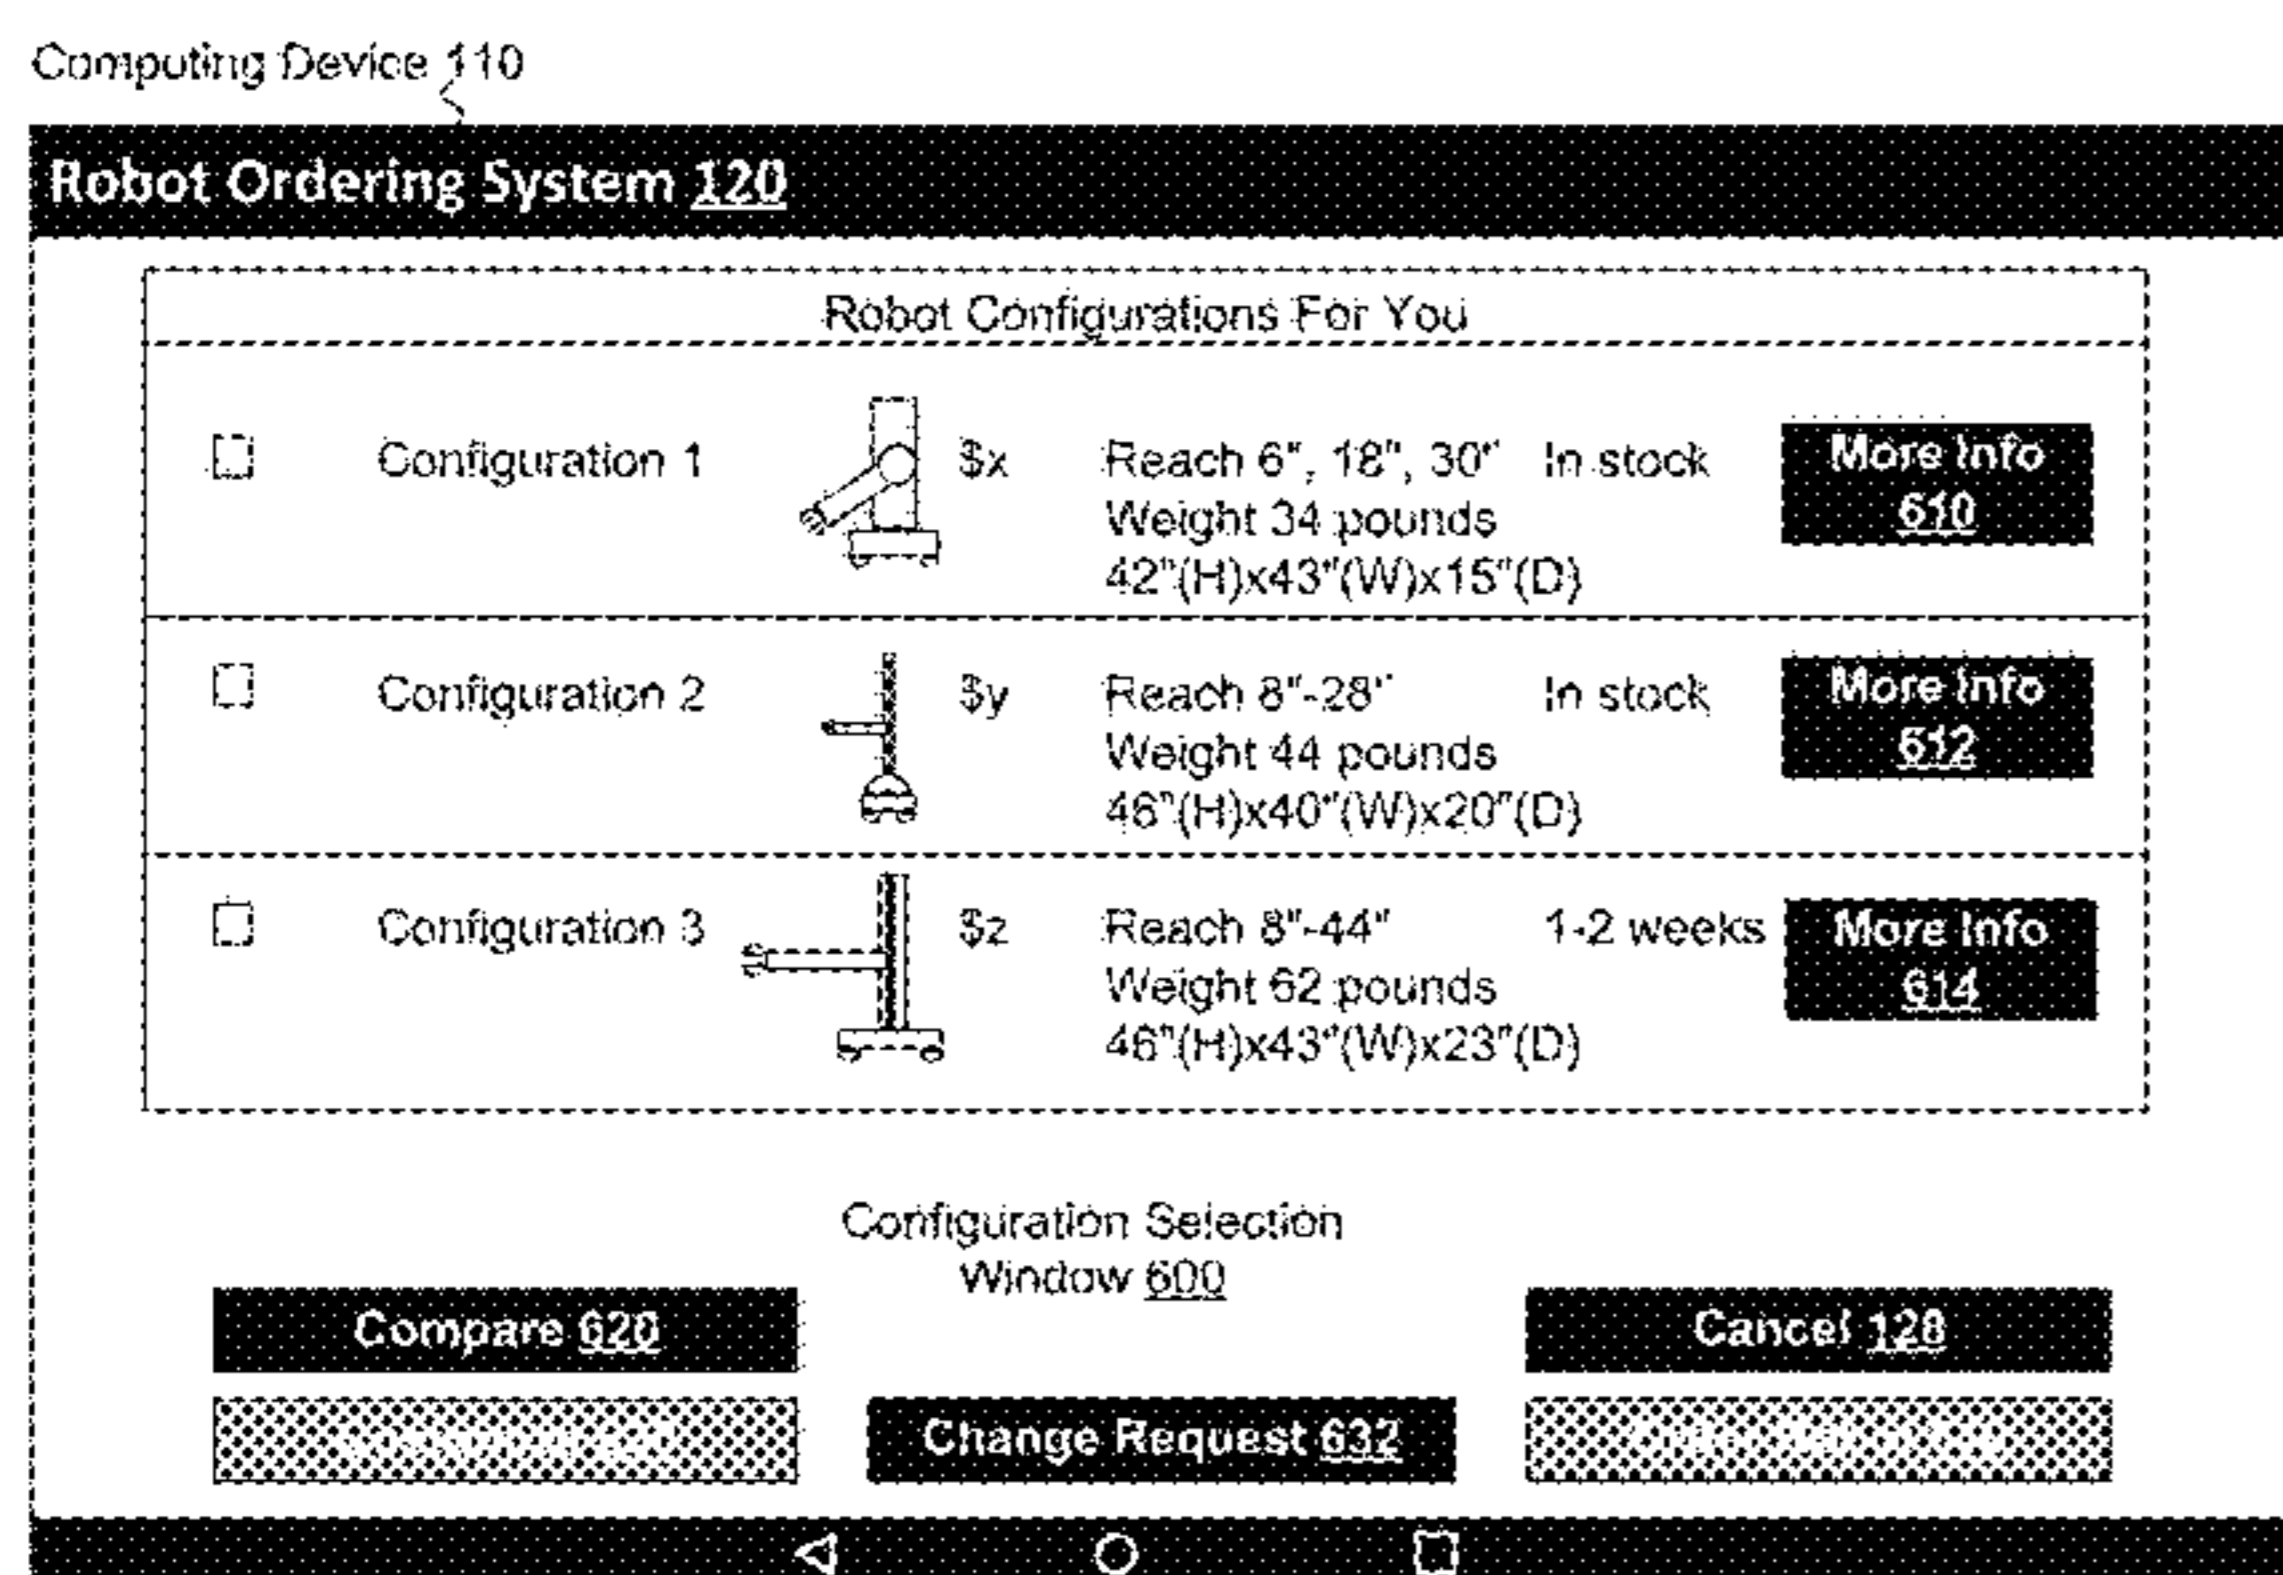 Computing Device 110
Robot Ordering System 120
Robot Configurations For You
Configuration 1 $x Reach 6", 18", 30" In stock More Info
Weight 34 pounds 610
42"(H)x43"(W)x15"(D)
Configuration 2 $y Reach 8"-28" In stock More Info
Weight 44 pounds 612
46"(H)x40"(W)x20"(D)
Configuration 3 $z Reach 8"-44" 1-2 weeks More Info
Weight 62 pounds 614
46"(H)x43"(W)x23"(D)
Configuration Selection
Window 600
Compare 620 Cancel 128
Change Request 632